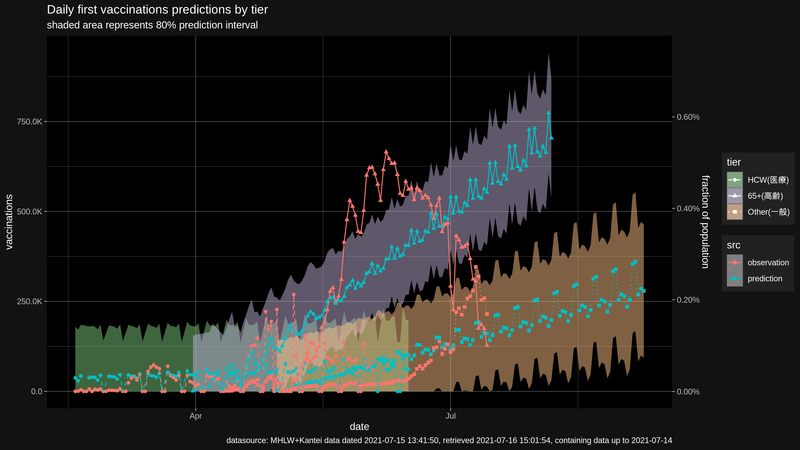 Daily first vaccinations predictions by tier
shaded area represents 80% prediction interval
750.0K
500.0K
250.0K
0.0
vaccinations
0.60%
0.40%
0.20%
0.00%
fraction of population
Apr
Jul
date
tier
HCW(医療)
65+(高齢)
Other(一般)
src
observation
prediction
datasource: MHLW+Kantei data dated 2021-07-15 13:41:50, retrieved 2021-07-16 15:01:54, containing data up to 2021-07-14